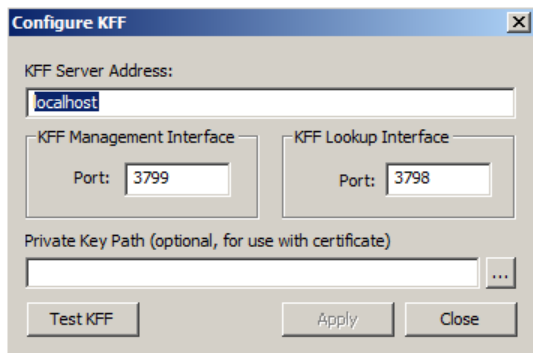 Configure KFF
KFF Server Address:
localhost
KFF Management Interface
KFF Lookup Interface
Port: 3799
Port: 3798
Private Key Path (optional, for use with certificate)
...
Test KFF
Apply
Close